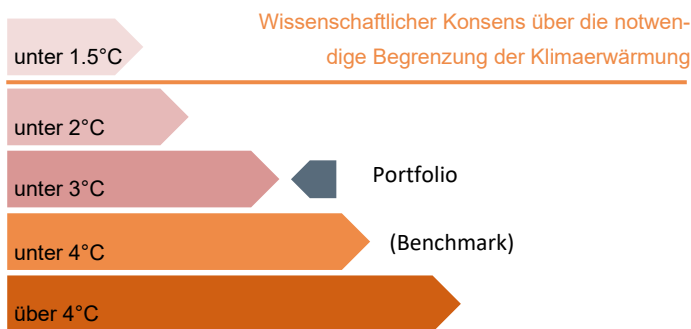 Wissenschaftlicher Konsens über die notwen-
dige Begrenzung der Klimaerwärmung
unter 1.5°C
unter 2°C
unter 3°C
Portfolio
unter 4°C
(Benchmark)
über 4°C